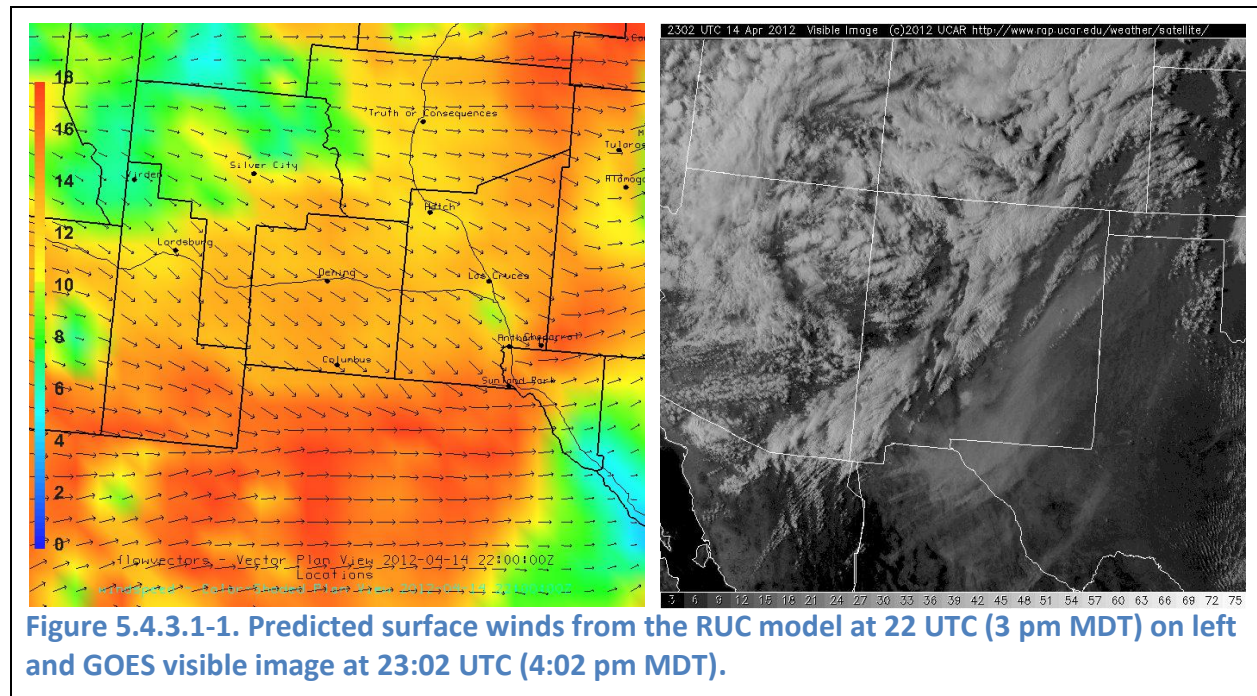 18
16
14
12
10
8
6
4
2
0
Truth or Consequences
Silver City
Virden
Hatch
Lordsburg
Deming
Las Cruces
Columbus
Sunland Park
flowvectors - Vector Plan View 2012-04-14 22:00:00Z
Locations
2302 UTC 14 Apr 2012 Visible Image (c)2012 UCAR http://www.rap.ucar.edu/weather/satellite/
3 6 9 12 15 18 21 24 27 30 33 36 39 42 45 48 51 54 57 60 63 66 69 72 75
Figure 5.4.3.1-1. Predicted surface winds from the RUC model at 22 UTC (3 pm MDT) on left
and GOES visible image at 23:02 UTC (4:02 pm MDT).